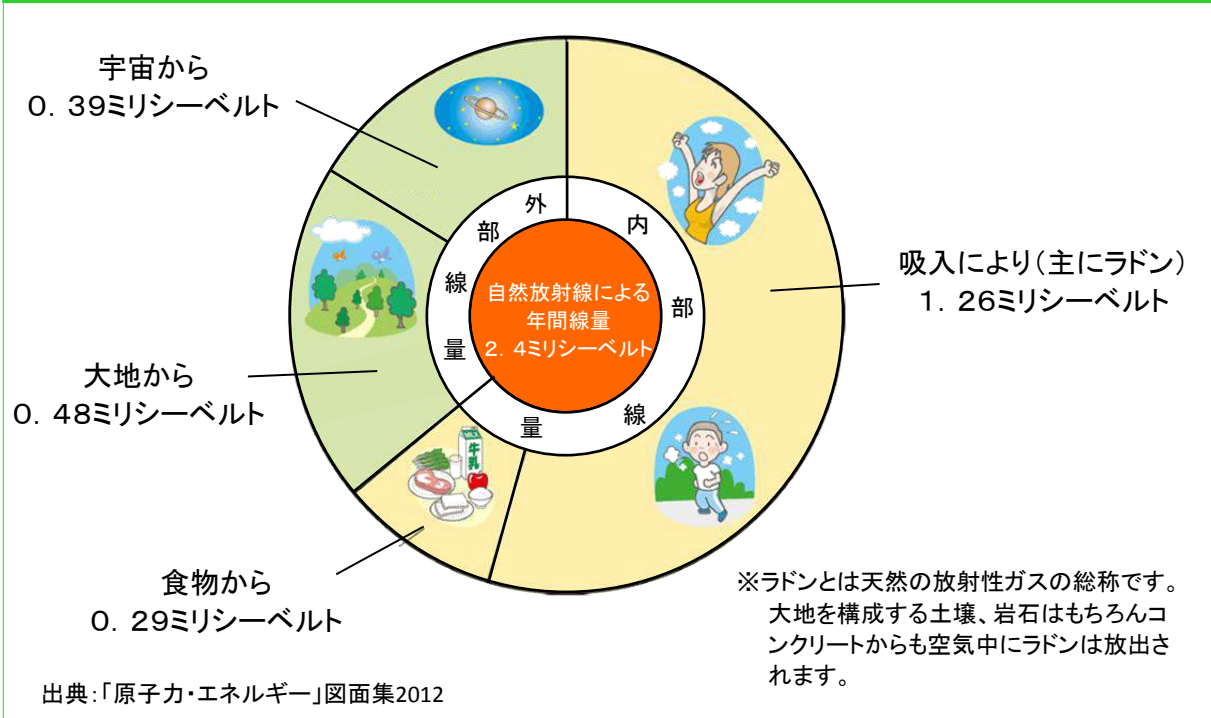 宇宙から
０．３９ミリシーベルト
大地から
０．４８ミリシーベルト
食物から
０．２９ミリシーベルト
吸入により（主にラドン）
１．２６ミリシーベルト
外部線量
内部線量
自然放射線による
年間線量
２．４ミリシーベルト
牛乳
※ラドンとは天然の放射性ガスの総称です。
大地を構成する土壌、岩石はもちろんコ
ンクリートからも空気中にラドンは放出さ
れます。
出典：「原子力・エネルギー」図面集2012